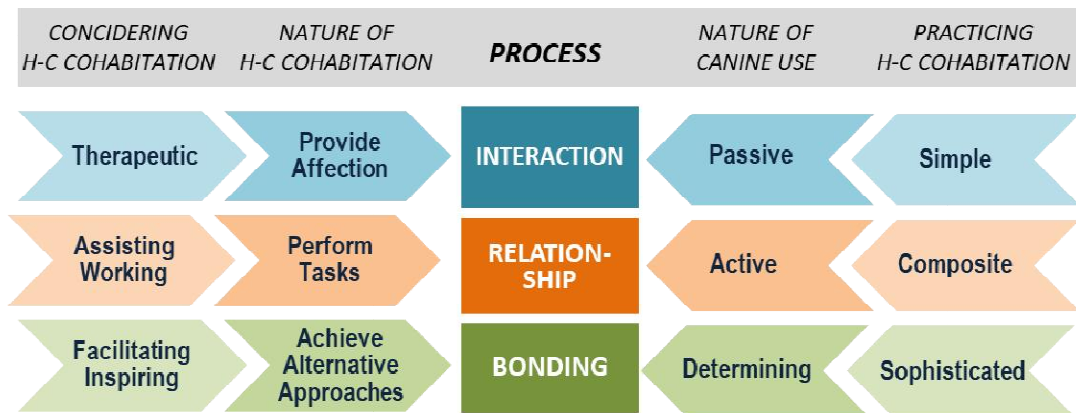 CONCIDERING
H-C COHABITATION
NATURE OF
H-C COHABITATION
PROCESS
NATURE OF
CANINE USE
PRACTICING
H-C COHABITATION
Therapeutic
Provide
Affection
INTERACTION
Passive
Simple
Assisting
Working
Perform
Tasks
RELATION-
SHIP
Active
Composite
Facilitating
Inspiring
Achieve
Alternative
Approaches
BONDING
Determining
Sophisticated